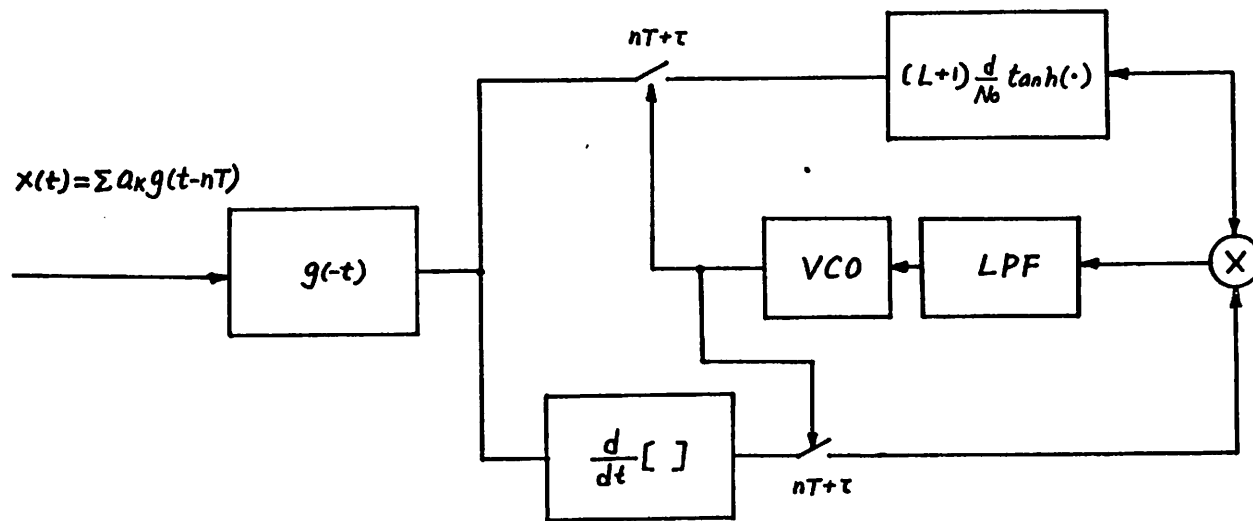 nT+τ
(L+1) d/N₀ tanh(·)
x(t)=Σ aₖ g(t-nT)
g(-t)
VCO
LPF
X
d/dt [ ]
nT+τ